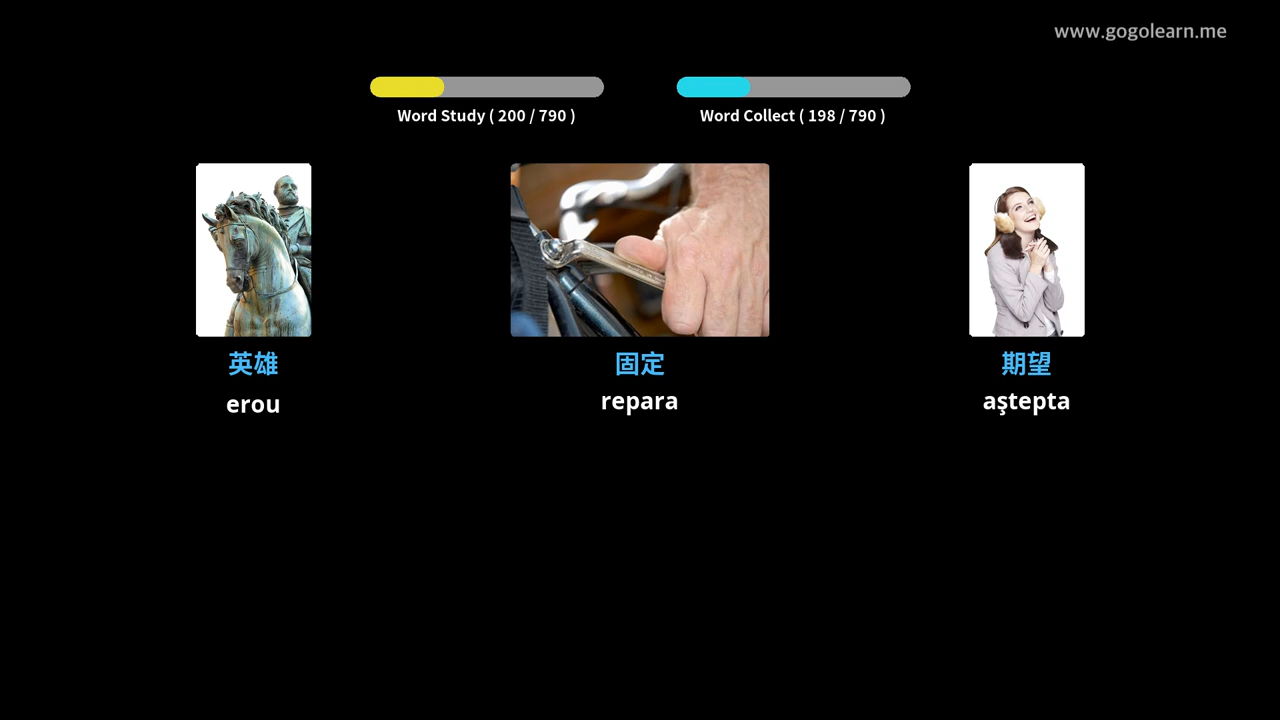 www.gogolearn.me
Word Study ( 200 / 790 )
Word Collect ( 198 / 790 )
英雄
固定
期望
erou
repara
aştepta